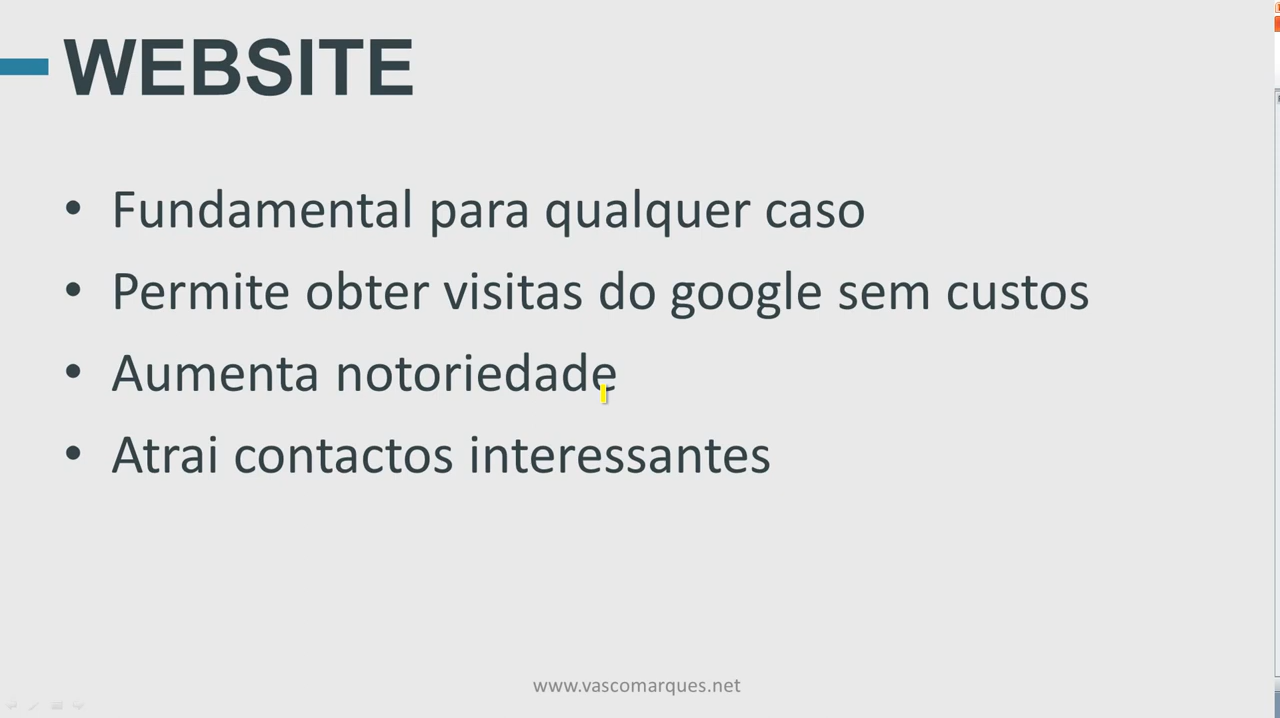 WEBSITE
• Fundamental para qualquer caso
• Permite obter visitas do google sem custos
• Aumenta notoriedade
• Atrai contactos interessantes
www.vascomarques.net